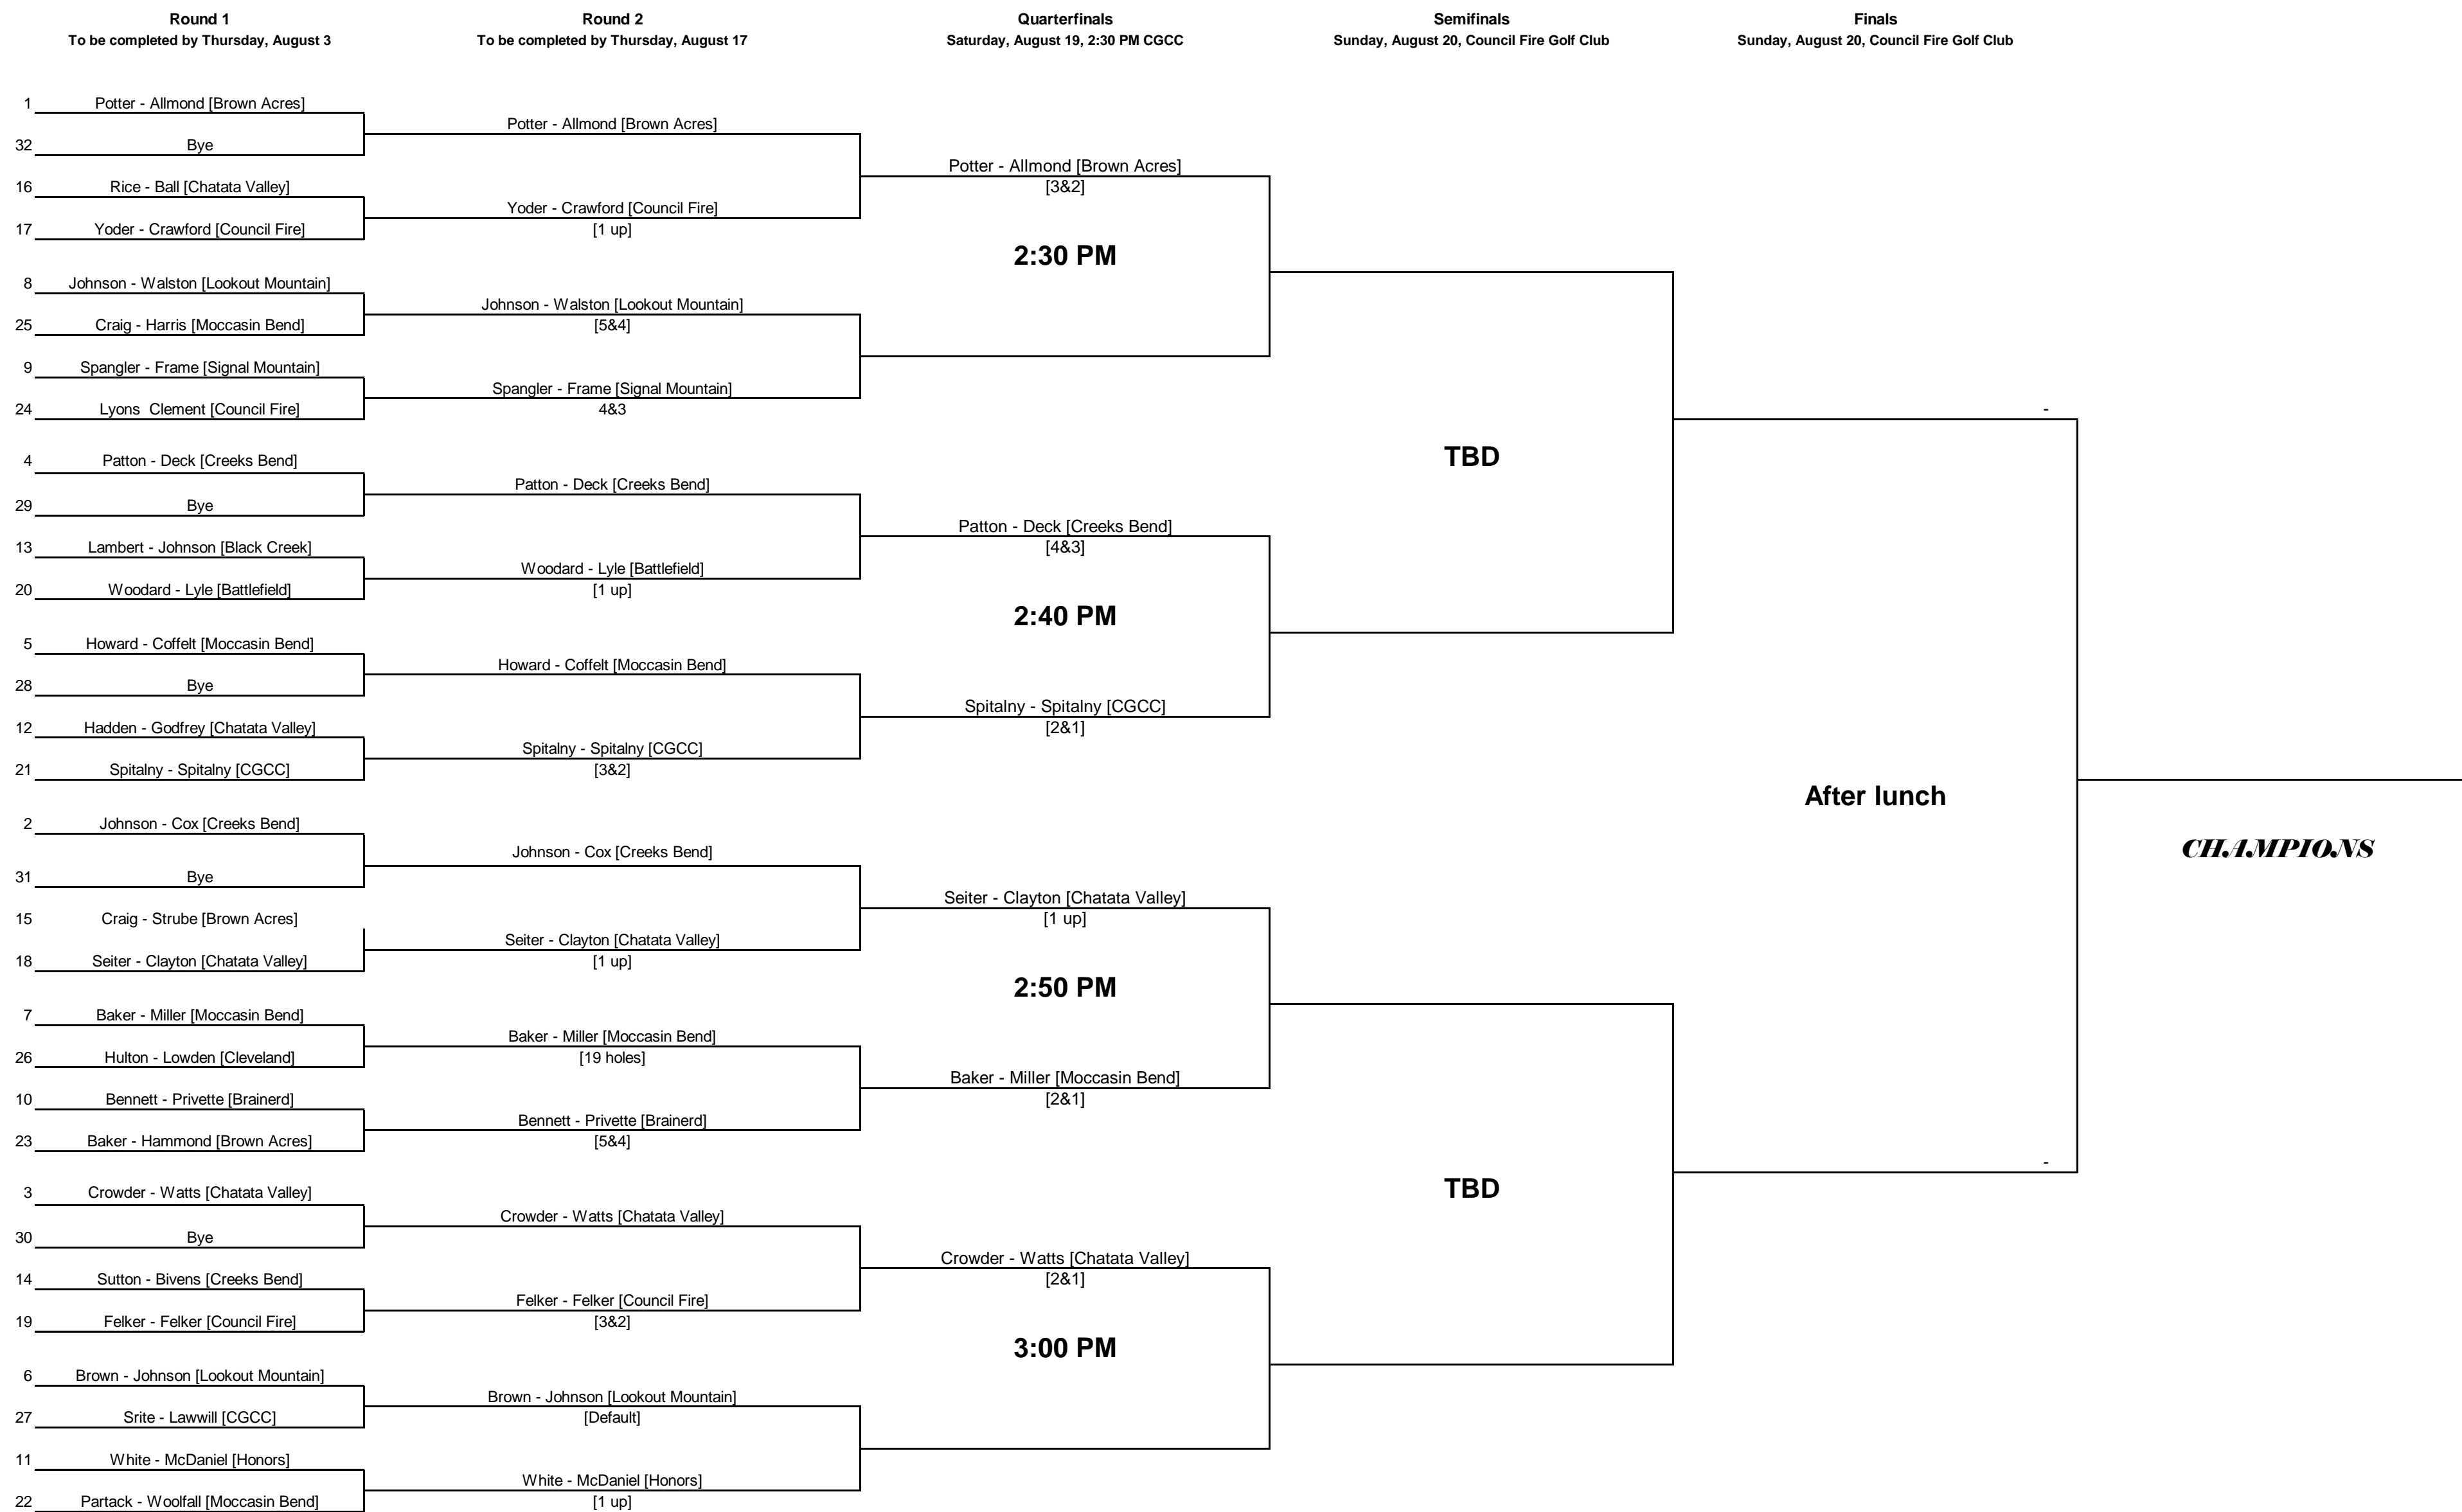 Round 1
To be completed by Thursday, August 3
Round 2
To be completed by Thursday, August 17
Quarterfinals
Saturday, August 19, 2:30 PM CGCC
Semifinals
Sunday, August 20, Council Fire Golf Club
Finals
Sunday, August 20, Council Fire Golf Club
1 Potter - Allmond [Brown Acres]
32 Bye
16 Rice - Ball [Chatata Valley]
17 Yoder - Crawford [Council Fire]
8 Johnson - Walston [Lookout Mountain]
25 Craig - Harris [Moccasin Bend]
9 Spangler - Frame [Signal Mountain]
24 Lyons  Clement [Council Fire]
4 Patton - Deck [Creeks Bend]
29 Bye
13 Lambert - Johnson [Black Creek]
20 Woodard - Lyle [Battlefield]
5 Howard - Coffelt [Moccasin Bend]
28 Bye
12 Hadden - Godfrey [Chatata Valley]
21 Spitalny - Spitalny [CGCC]
2 Johnson - Cox [Creeks Bend]
31 Bye
15 Craig - Strube [Brown Acres]
18 Seiter - Clayton [Chatata Valley]
7 Baker - Miller [Moccasin Bend]
26 Hulton - Lowden [Cleveland]
10 Bennett - Privette [Brainerd]
23 Baker - Hammond [Brown Acres]
3 Crowder - Watts [Chatata Valley]
30 Bye
14 Sutton - Bivens [Creeks Bend]
19 Felker - Felker [Council Fire]
6 Brown - Johnson [Lookout Mountain]
27 Srite - Lawwill [CGCC]
11 White - McDaniel [Honors]
22 Partack - Woolfall [Moccasin Bend]
Potter - Allmond [Brown Acres]
Yoder - Crawford [Council Fire]
[1 up]
Johnson - Walston [Lookout Mountain]
[5&4]
Spangler - Frame [Signal Mountain]
4&3
Patton - Deck [Creeks Bend]
Woodard - Lyle [Battlefield]
[1 up]
Howard - Coffelt [Moccasin Bend]
Spitalny - Spitalny [CGCC]
[3&2]
Johnson - Cox [Creeks Bend]
Seiter - Clayton [Chatata Valley]
[1 up]
Baker - Miller [Moccasin Bend]
[19 holes]
Bennett - Privette [Brainerd]
[5&4]
Crowder - Watts [Chatata Valley]
Felker - Felker [Council Fire]
[3&2]
Brown - Johnson [Lookout Mountain]
[Default]
White - McDaniel [Honors]
[1 up]
Potter - Allmond [Brown Acres]
[3&2]
2:30 PM
Patton - Deck [Creeks Bend]
[4&3]
2:40 PM
Spitalny - Spitalny [CGCC]
[2&1]
Seiter - Clayton [Chatata Valley]
[1 up]
2:50 PM
Baker - Miller [Moccasin Bend]
[2&1]
Crowder - Watts [Chatata Valley]
[2&1]
3:00 PM
TBD
TBD
-
After lunch
-
CHAMPIONS